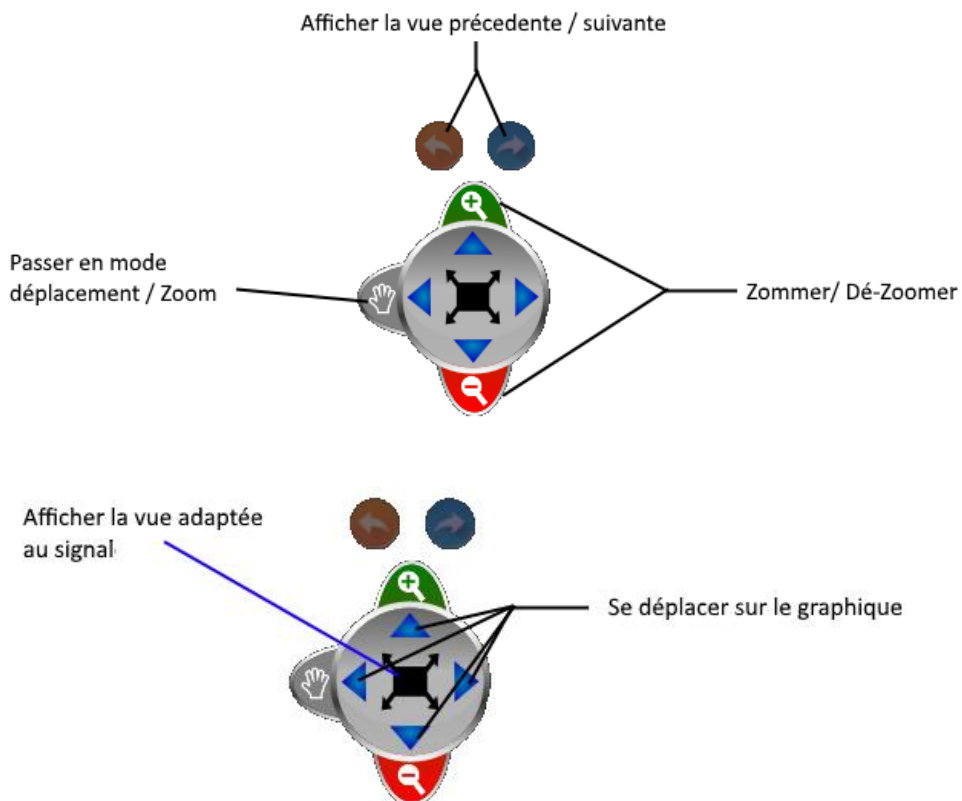 Afficher la vue précedente / suivante
Passer en mode
déplacement / Zoom
Zommer/ Dé-Zoomer
Afficher la vue adaptée
au signal
Se déplacer sur le graphique